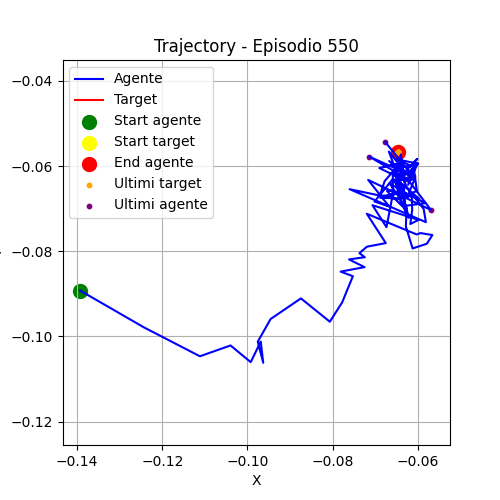 Trajectory - Episodio 550
Agente
Target
Start agente
Start target
End agente
Ultimi target
Ultimi agente
−0.04
−0.06
−0.08
−0.10
−0.12
−0.14
−0.12
−0.10
−0.08
−0.06
X